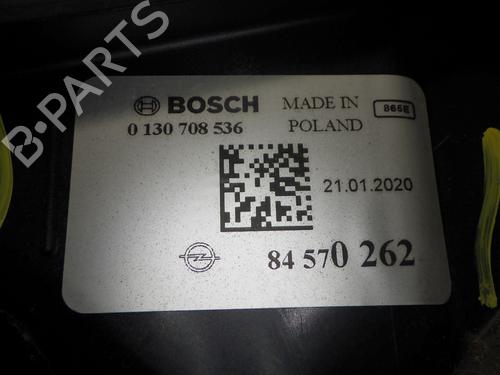 B-PARTS
BOSCH MADE IN 865E
0 130 708 536 POLAND
21.01.2020
84 570 262